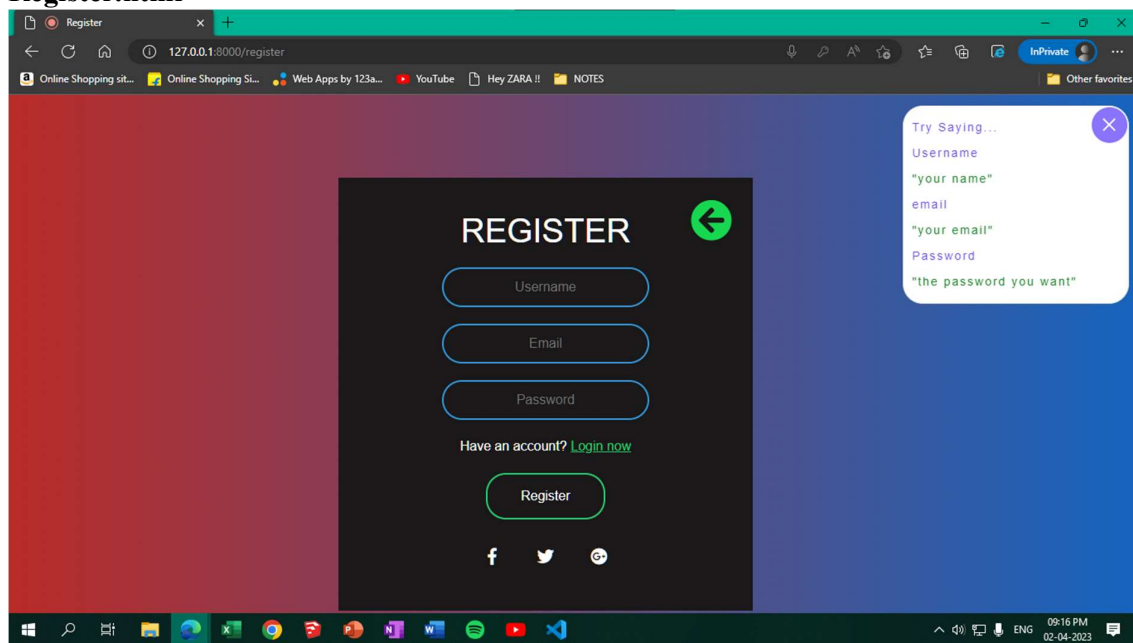 Register
127.0.0.1:8000/register
InPrivate
Online Shopping sit... Online Shopping Si... Web Apps by 123a... YouTube Hey ZARA !! NOTES Other favorites
Try Saying...
Username
"your name"
email
"your email"
Password
"the password you want"
REGISTER
Username
Email
Password
Have an account? Login now
Register
ENG 09:16 PM
02-04-2023